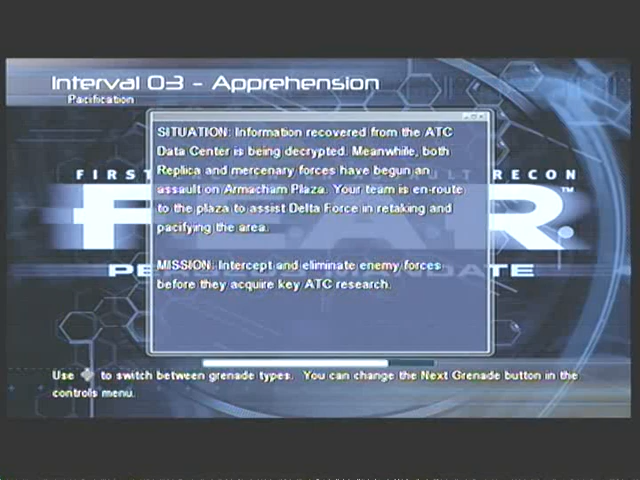 Interval 03 - Apprehension
Pacification
SITUATION: Information recovered from the ATC
Data Center is being decrypted. Meanwhile, both
Replica and mercenary forces have begun an
assault on Armacham Plaza. Your team is en-route
to the plaza to assist Delta Force in retaking and
pacifying the area.
MISSION: Intercept and eliminate enemy forces
before they acquire key ATC research.
FIRST RECON
F.E.A.R.™
Use to switch between grenade types. You can change the Next Grenade button in the
controls menu.